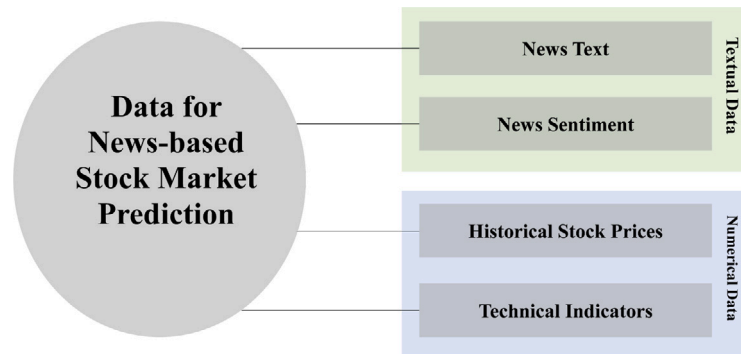 Data for
News-based
Stock Market
Prediction
News Text
News Sentiment
Textual Data
Historical Stock Prices
Technical Indicators
Numerical Data